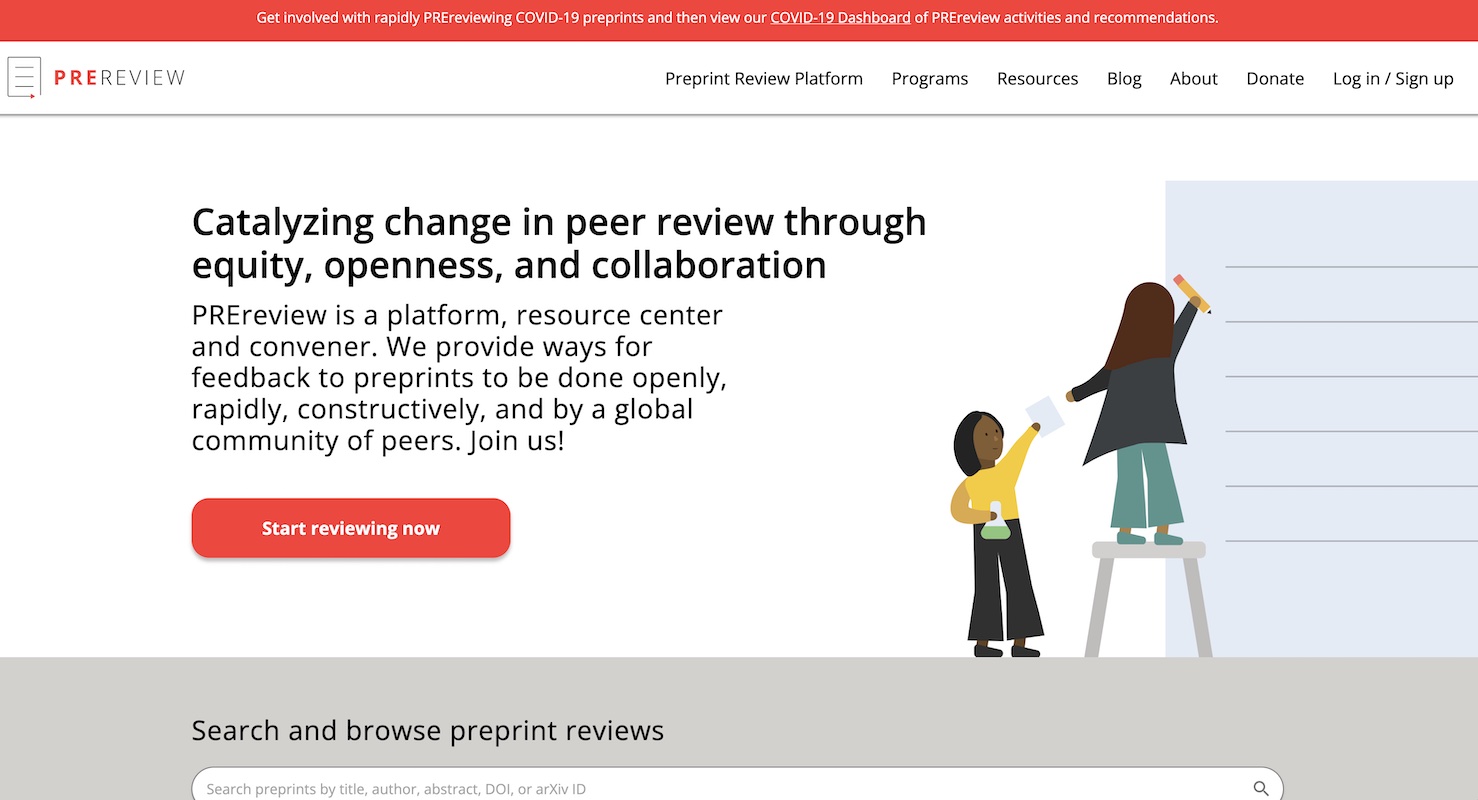 Get involved with rapidly PREreviewing COVID-19 preprints and then view our COVID-19 Dashboard of PREreview activities and recommendations.
PREREVIEW
Preprint Review Platform Programs Resources Blog About Donate Log in / Sign up
Catalyzing change in peer review through
equity, openness, and collaboration
PREreview is a platform, resource center
and convener. We provide ways for
feedback to preprints to be done openly,
rapidly, constructively, and by a global
community of peers. Join us!
Start reviewing now
Search and browse preprint reviews
Search preprints by title, author, abstract, DOI, or arXiv ID